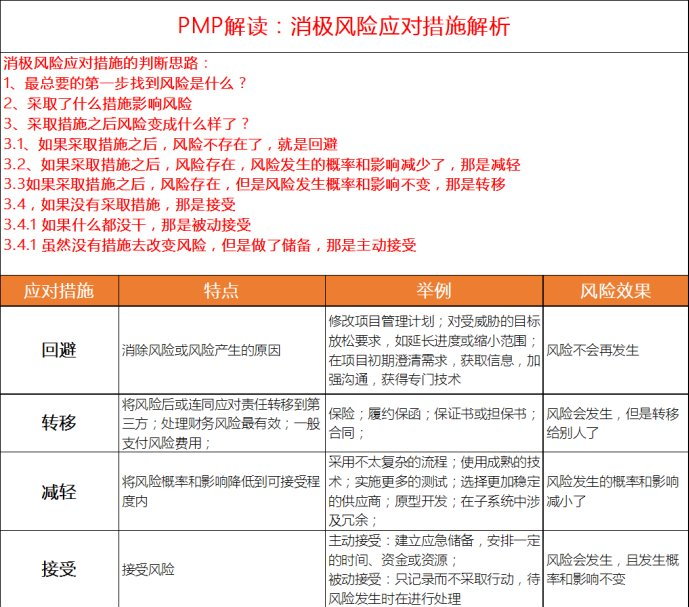 PMP解读：消极风险应对措施解析
消极风险应对措施的判断思路：
1、最总要的第一步找到风险是什么？
2、采取了什么措施影响风险
3、采取措施之后风险变成什么样了？
3.1、如果采取措施之后，风险不存在了，就是回避
3.2、如果采取措施之后，风险存在，风险发生的概率和影响减少了，那是减轻
3.3如果采取措施之后，风险存在，但是风险发生概率和影响不变，那是转移
3.4，如果没有采取措施，那是接受
3.4.1 如果什么都没干，那是被动接受
3.4.1 虽然没有措施去改变风险，但是做了储备，那是主动接受
应对措施
特点
举例
风险效果
回避
消除风险或风险产生的原因
修改项目管理计划；对受威胁的目标
放松要求，如延长进度或缩小范围；
在项目初期澄清需求，获取信息，加
强沟通，获得专门技术
风险不会再发生
转移
将风险后或连同应对责任转移到第
三方；处理财务风险最有效；一般
支付风险费用；
保险；履约保函；保证书或担保书；
合同；
风险会发生，但是转移
给别人了
减轻
将风险概率和影响降低到可接受程
度内
采用不太复杂的流程；使用成熟的技
术；实施更多的测试；选择更加稳定
的供应商；原型开发；在子系统中涉
及冗余；
风险发生的概率和影响
减小了
接受
接受风险
主动接受：建立应急储备，安排一定
的时间、资金或资源；
被动接受：只记录而不采取行动，待
风险发生时在进行处理
风险会发生，且发生概
率和影响不变